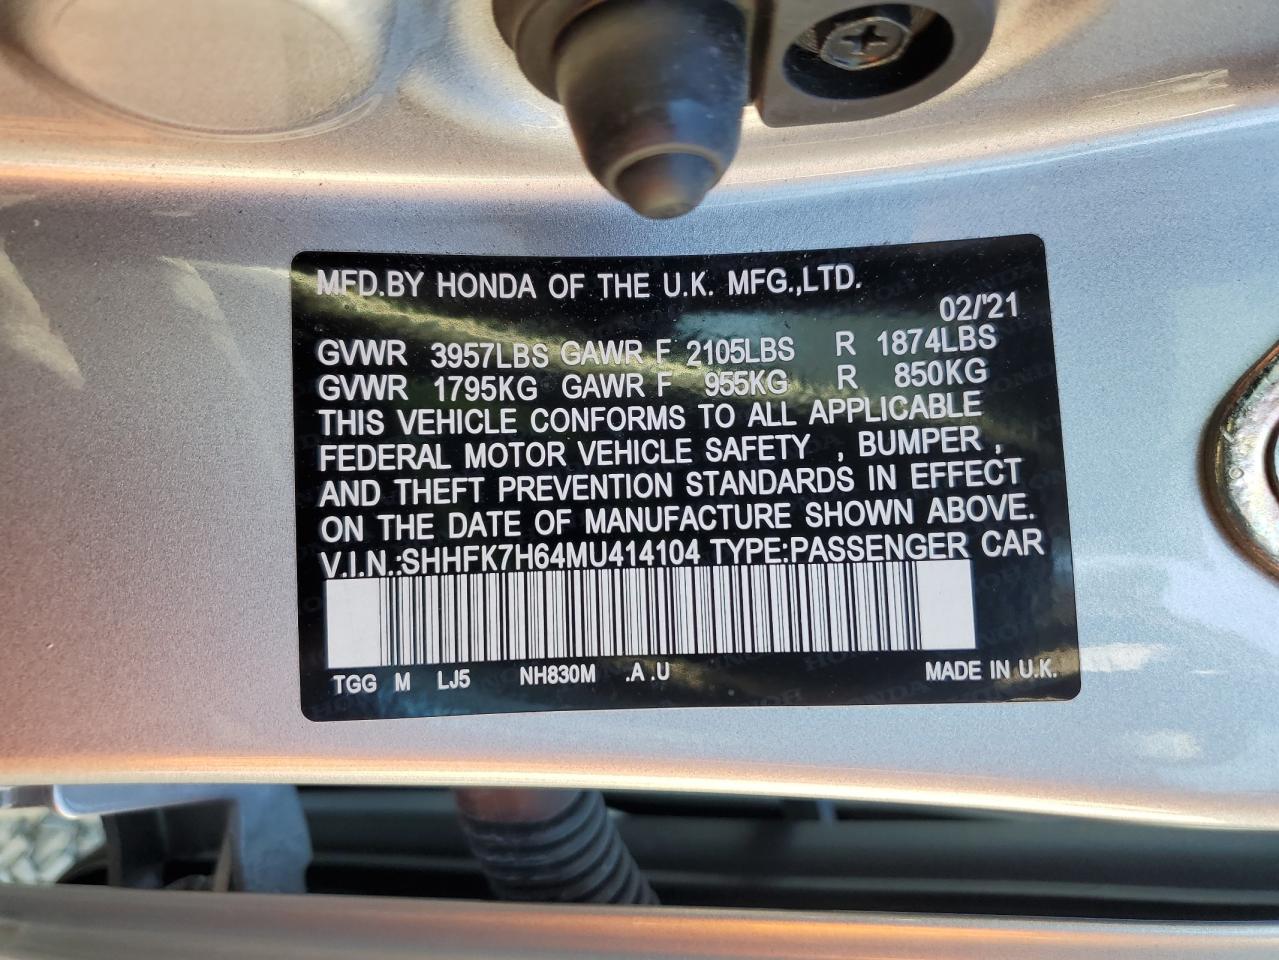 MFD.BY HONDA OF THE U.K. MFG.,LTD.
02/'21
GVWR 3957LBS GAWR F 2105LBS R 1874LBS
GVWR 1795KG GAWR F 955KG R 850KG
THIS VEHICLE CONFORMS TO ALL APPLICABLE
FEDERAL MOTOR VEHICLE SAFETY , BUMPER ,
AND THEFT PREVENTION STANDARDS IN EFFECT
ON THE DATE OF MANUFACTURE SHOWN ABOVE.
V.I.N.:SHHFK7H64MU414104 TYPE:PASSENGER CAR
TGG M LJ5 NH830M .A .U MADE IN U.K.